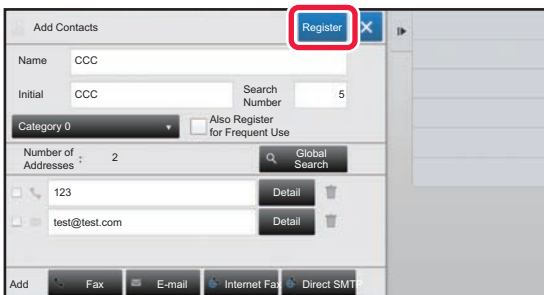 Add Contacts Register
Name CCC
Initial CCC Search Number 5
Category 0 Also Register for Frequent Use
Number of Addresses : 2 Global Search
123 Detail
test@test.com Detail
Add Fax E-mail Internet Fax Direct SMTP